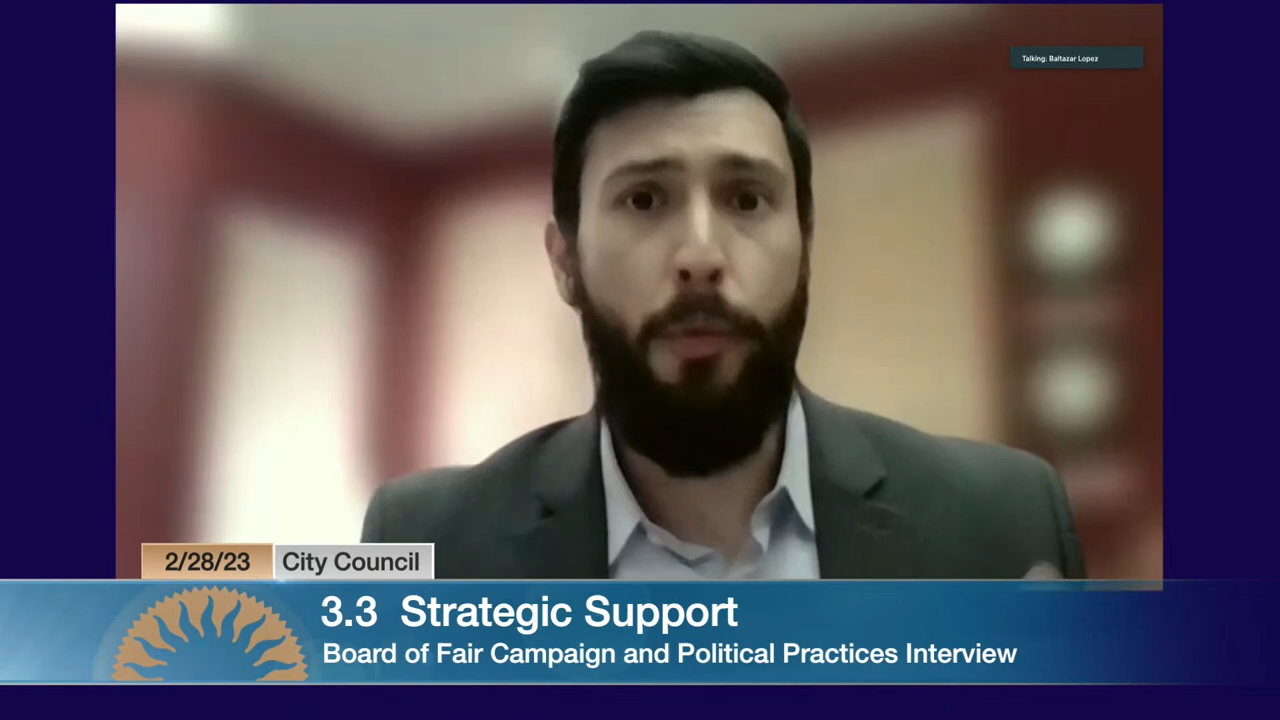 Talking: Baltazar Lopez
2/28/23 City Council
3.3 Strategic Support
Board of Fair Campaign and Political Practices Interview